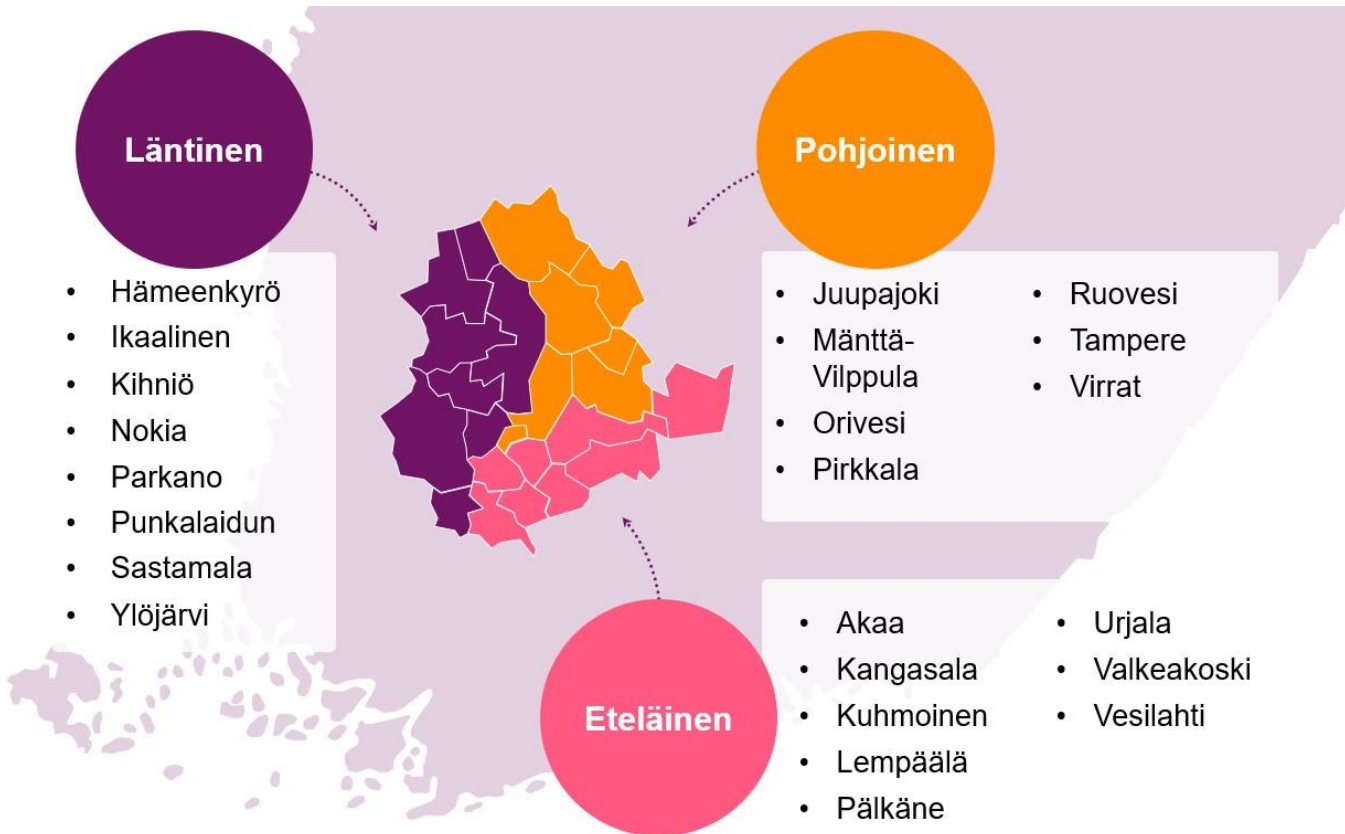 Läntinen
• Hämeenkyrö
• Ikaalinen
• Kihniö
• Nokia
• Parkano
• Punkalaidun
• Sastamala
• Ylöjärvi
Pohjoinen
• Juupajoki
• Mänttä-
Vilppula
• Orivesi
• Pirkkala
• Ruovesi
• Tampere
• Virrat
Eteläinen
• Akaa
• Kangasala
• Kuhmoinen
• Lempäälä
• Pälkäne
• Urjala
• Valkeakoski
• Vesilahti